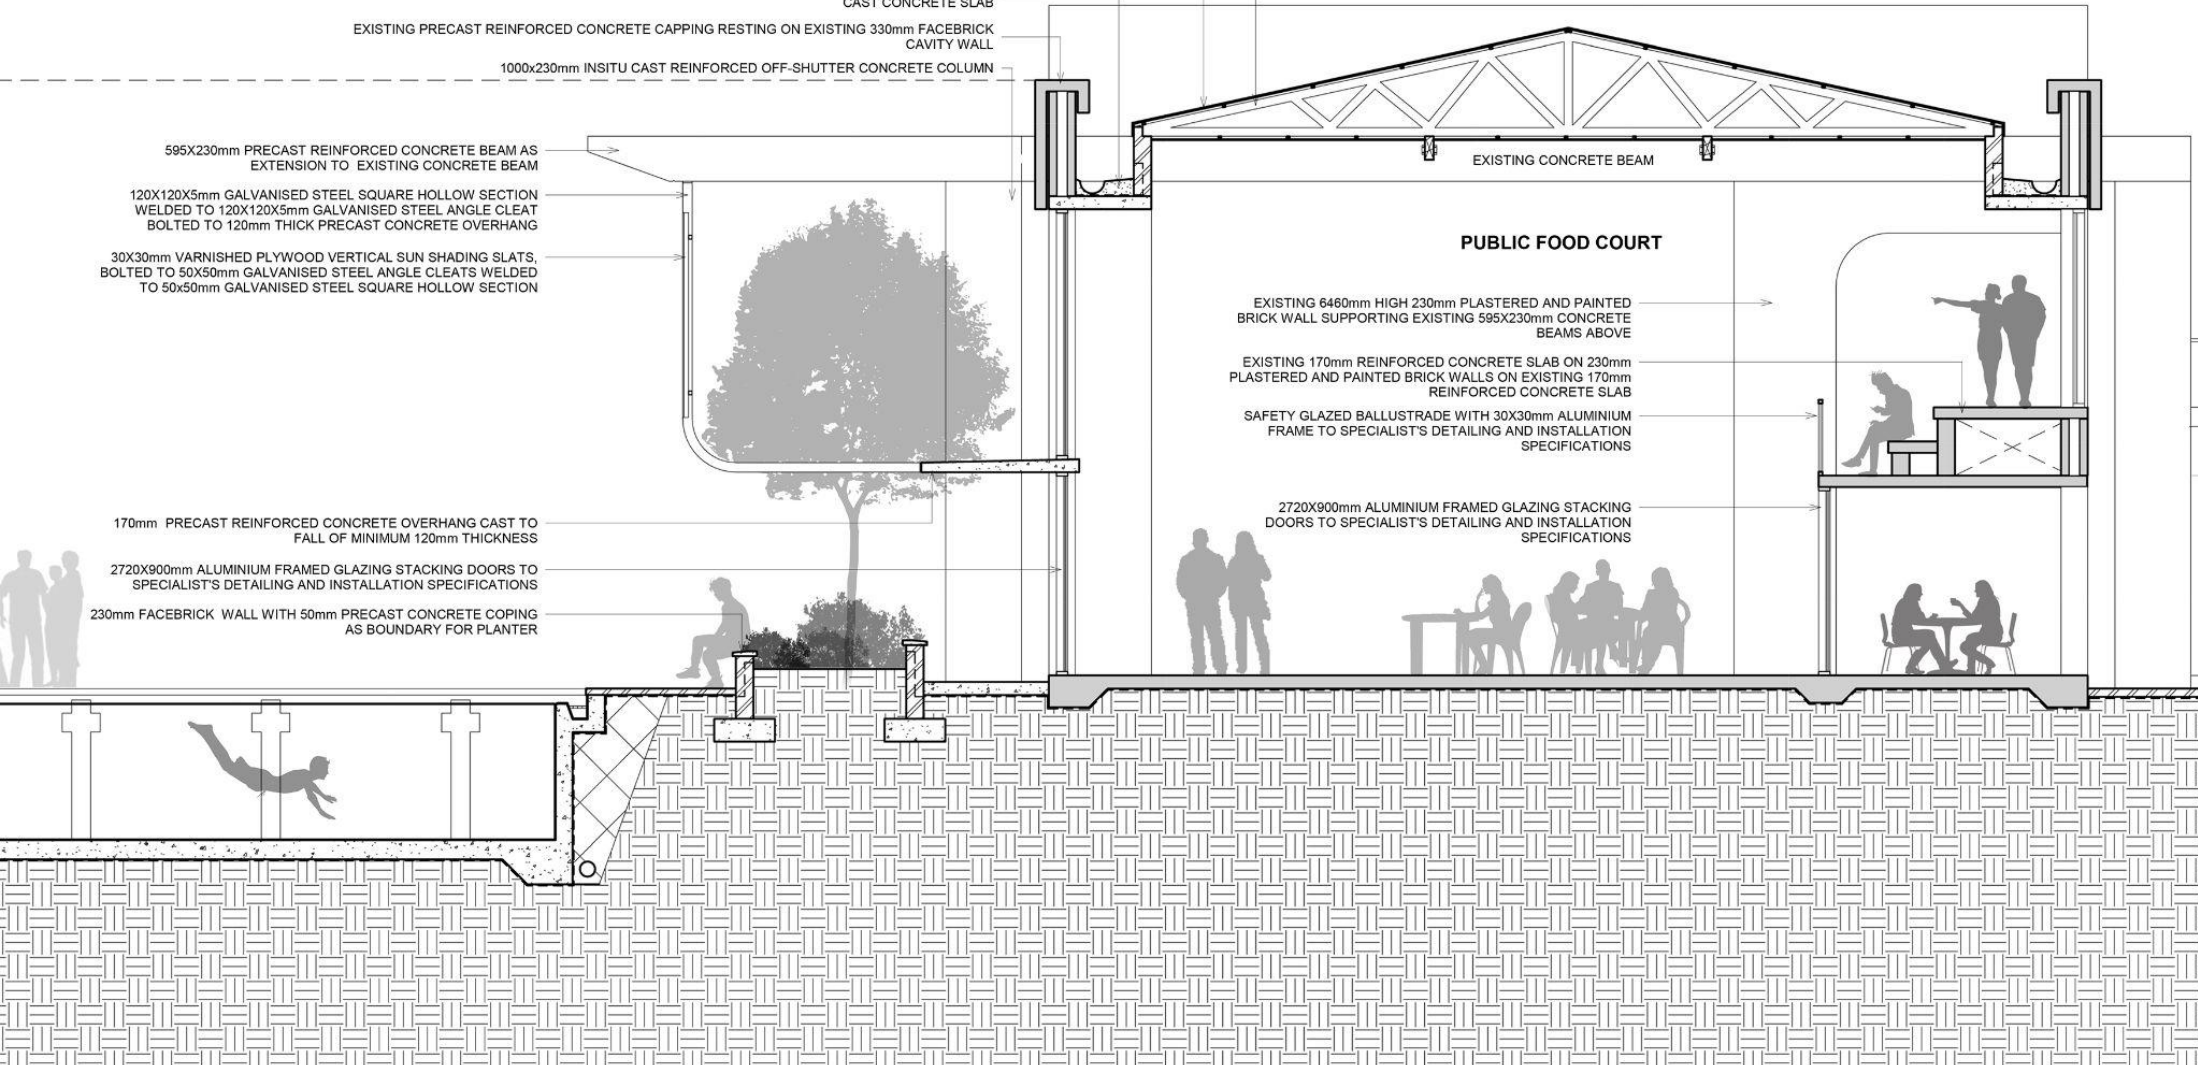 CAST CONCRETE SLAB
EXISTING PRECAST REINFORCED CONCRETE CAPPING RESTING ON EXISTING 330mm FACEBRICK
CAVITY WALL
1000x230mm INSITU CAST REINFORCED OFF-SHUTTER CONCRETE COLUMN
595X230mm PRECAST REINFORCED CONCRETE BEAM AS
EXTENSION TO EXISTING CONCRETE BEAM
120X120X5mm GALVANISED STEEL SQUARE HOLLOW SECTION
WELDED TO 120X120X5mm GALVANISED STEEL ANGLE CLEAT
BOLTED TO 120mm THICK PRECAST CONCRETE OVERHANG
30X30mm VARNISHED PLYWOOD VERTICAL SUN SHADING SLATS,
BOLTED TO 50X50mm GALVANISED STEEL ANGLE CLEATS WELDED
TO 50x50mm GALVANISED STEEL SQUARE HOLLOW SECTION
170mm PRECAST REINFORCED CONCRETE OVERHANG CAST TO
FALL OF MINIMUM 120mm THICKNESS
2720X900mm ALUMINIUM FRAMED GLAZING STACKING DOORS TO
SPECIALIST'S DETAILING AND INSTALLATION SPECIFICATIONS
230mm FACEBRICK WALL WITH 50mm PRECAST CONCRETE COPING
AS BOUNDARY FOR PLANTER
EXISTING CONCRETE BEAM
PUBLIC FOOD COURT
EXISTING 6460mm HIGH 230mm PLASTERED AND PAINTED
BRICK WALL SUPPORTING EXISTING 595X230mm CONCRETE
BEAMS ABOVE
EXISTING 170mm REINFORCED CONCRETE SLAB ON 230mm
PLASTERED AND PAINTED BRICK WALLS ON EXISTING 170mm
REINFORCED CONCRETE SLAB
SAFETY GLAZED BALLUSTRADE WITH 30X30mm ALUMINIUM
FRAME TO SPECIALIST'S DETAILING AND INSTALLATION
SPECIFICATIONS
2720X900mm ALUMINIUM FRAMED GLAZING STACKING
DOORS TO SPECIALIST'S DETAILING AND INSTALLATION
SPECIFICATIONS